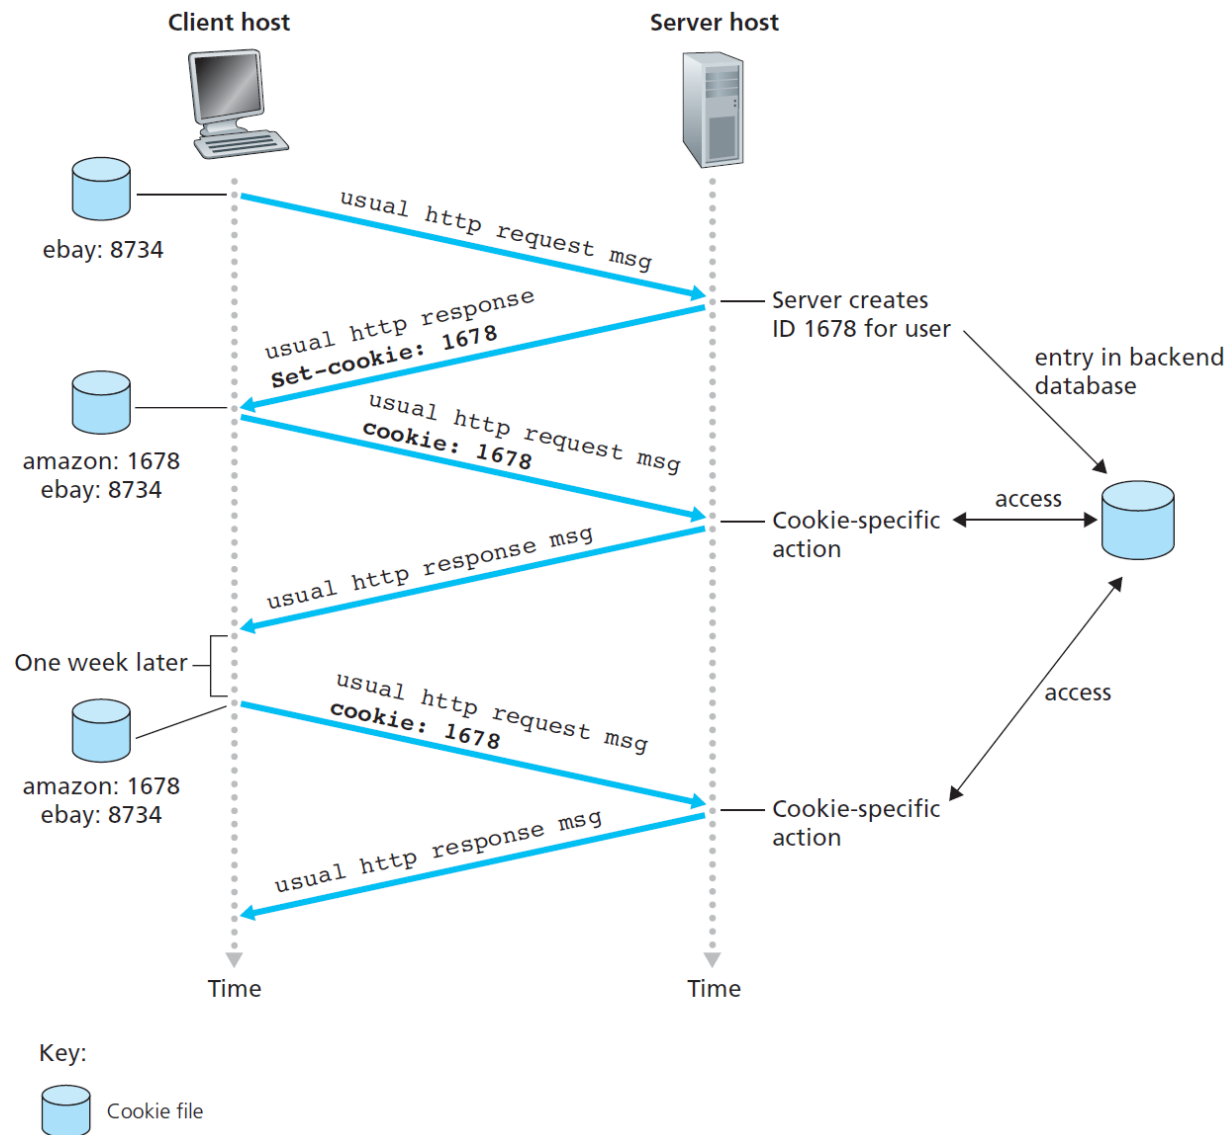 Client host
Server host
usual http request msg
ebay: 8734
Server creates
ID 1678 for user
usual http response
Set-cookie: 1678
entry in backend
database
usual http request msg
cookie: 1678
amazon: 1678
ebay: 8734
access
Cookie-specific
action
usual http response msg
One week later
usual http request msg
cookie: 1678
access
amazon: 1678
ebay: 8734
Cookie-specific
action
usual http response msg
Time
Time
Key:
Cookie file